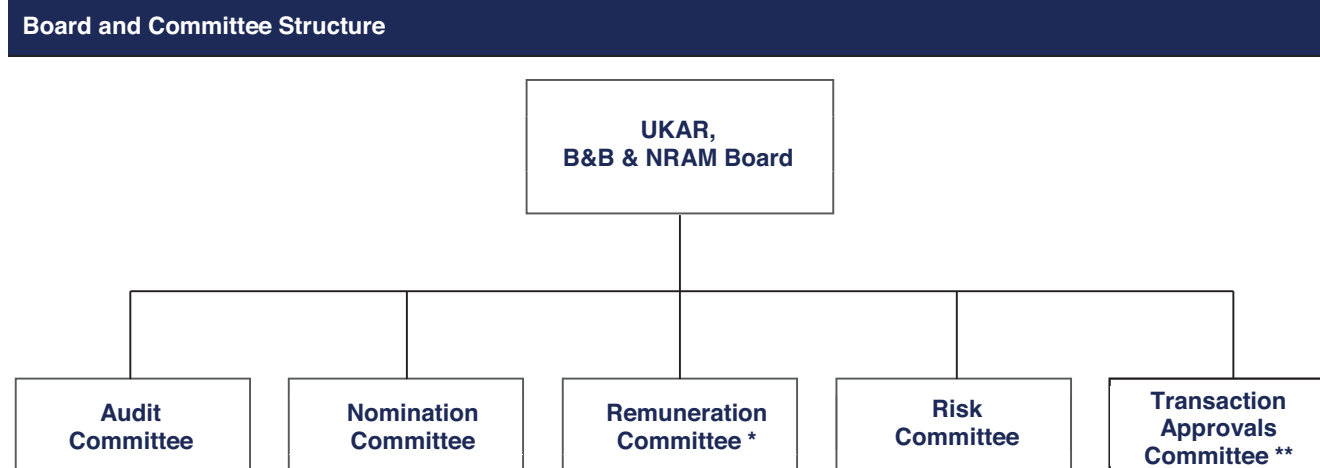 Board and Committee Structure
UKAR,
B&B & NRAM Board
Audit
Committee
Nomination
Committee
Remuneration
Committee *
Risk
Committee
Transaction
Approvals
Committee **